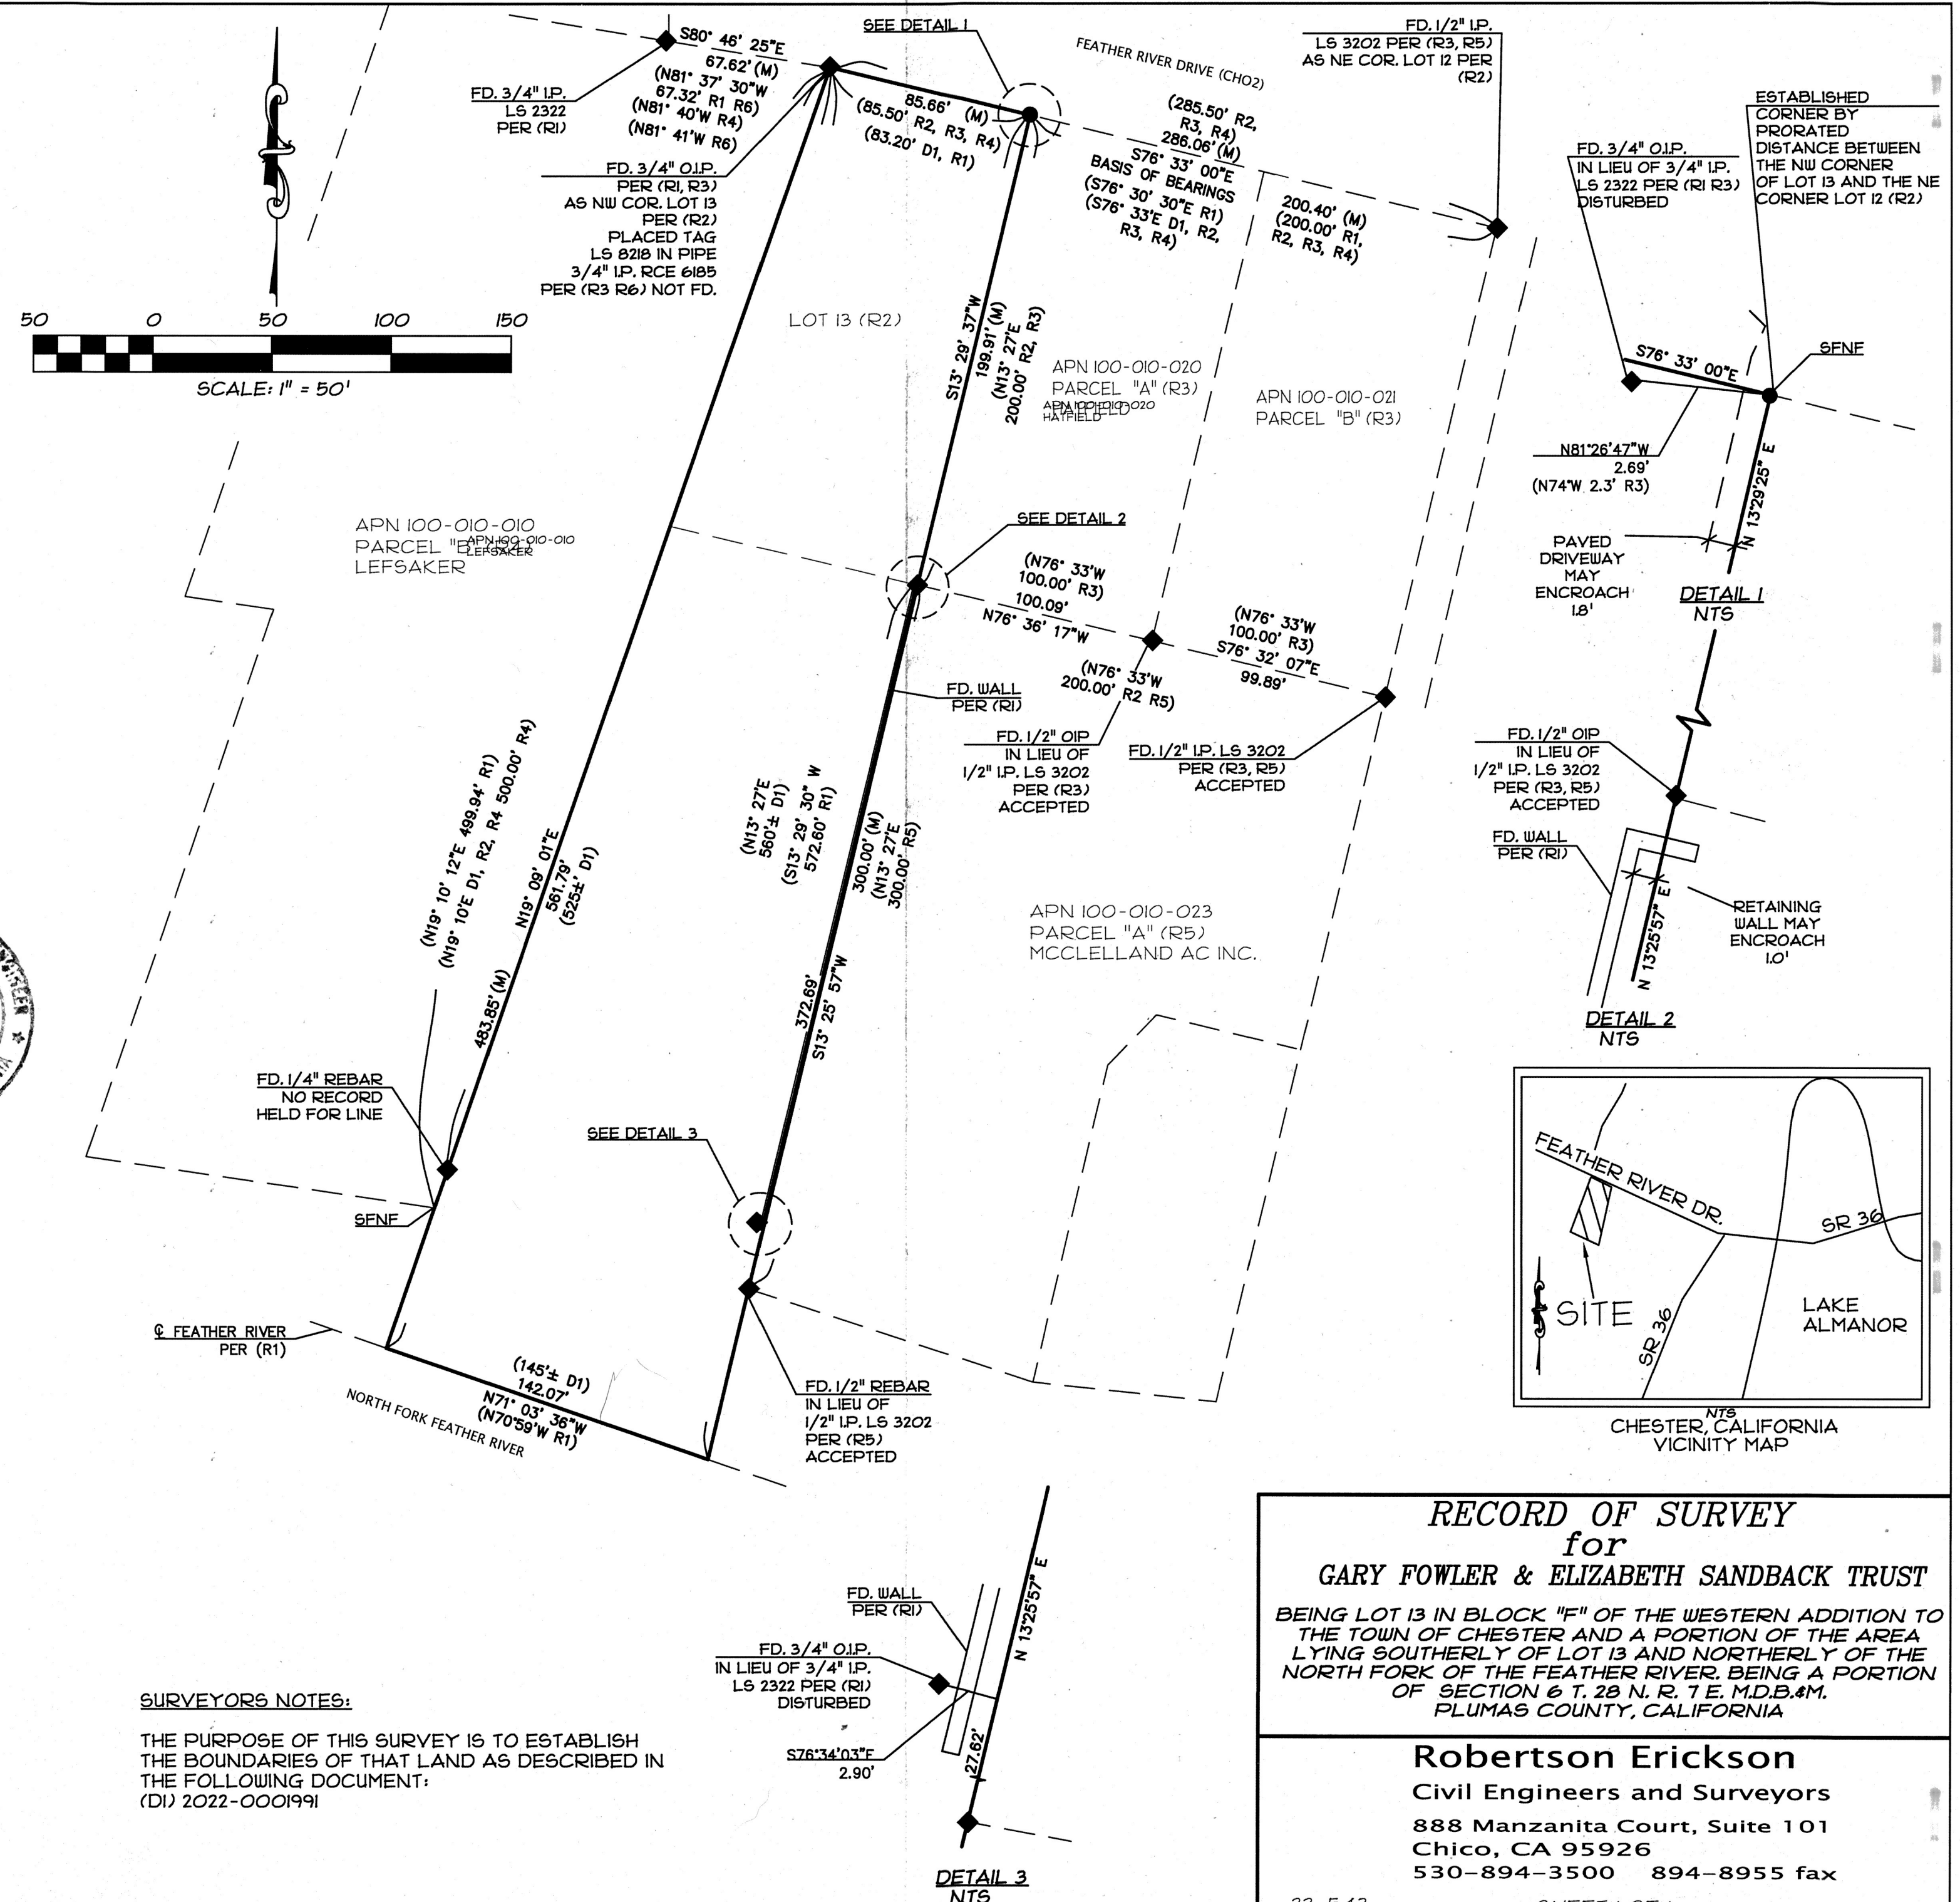 S80° 46' 25"E
67.62' (M)
(N81° 37' 30"W
67.32' R1 R6)
(N81° 40'W R4)
(N81° 41'W R6)
FD. 3/4" I.P.
LS 2322
PER (R1)
SEE DETAIL 1
85.66' (M)
(85.50' R2, R3, R4)
(83.20' D1, R1)
FEATHER RIVER DRIVE (CHO2)
(285.50' R2,
R3, R4)
286.06' (M)
S76° 33' 00"E
BASIS OF BEARINGS
(S76° 30' 30"E R1)
(S76° 33'E D1, R2,
R3, R4)
200.40' (M)
(200.00' R1,
R2, R3, R4)
FD. 1/2" I.P.
LS 3202 PER (R3, R5)
AS NE COR. LOT 12 PER
(R2)
FD. 3/4" O.I.P.
PER (R1, R3)
AS NW COR. LOT 13
PER (R2)
PLACED TAG
LS 8218 IN PIPE
3/4" I.P. RCE 6185
PER (R3 R6) NOT FD.
50 0 50 100 150
SCALE: 1" = 50'
LOT 13 (R2)
S13° 29' 37"W
199.91' (M)
(N13° 27'E
200.00' R2, R3)
APN 100-010-020
PARCEL "A" (R3)
HATFIELD
APN 100-010-020
HATFIELD
APN 100-010-021
PARCEL "B" (R3)
FD. 3/4" O.I.P.
IN LIEU OF 3/4" I.P.
LS 2322 PER (R1 R3)
DISTURBED
ESTABLISHED
CORNER BY
PRORATED
DISTANCE BETWEEN
THE NW CORNER
OF LOT 13 AND THE NE
CORNER LOT 12 (R2)
S76° 33' 00"E
SFNF
N81°26'47"W
2.69'
(N74°W 2.3' R3)
N 13°29'25" E
PAVED
DRIVEWAY
MAY
ENCROACH
1.8'
DETAIL 1
NTS
APN 100-010-010
PARCEL "B" (R4)
LEFSAKER
APN 100-010-010
LEFSAKER
SEE DETAIL 2
(N76° 33'W
100.00' R3)
100.09'
N76° 36' 17"W
(N76° 33'W
100.00' R3)
S76° 32' 07"E
99.89'
(N76° 33'W
200.00' R2 R5)
FD. WALL
PER (R1)
FD. 1/2" OIP
IN LIEU OF
1/2" I.P. LS 3202
PER (R3)
ACCEPTED
FD. 1/2" I.P. LS 3202
PER (R3, R5)
ACCEPTED
FD. 1/2" OIP
IN LIEU OF
1/2" I.P. LS 3202
PER (R3, R5)
ACCEPTED
FD. WALL
PER (R1)
RETAINING
WALL MAY
ENCROACH
1.0'
N 13°25'57" E
DETAIL 2
NTS
(N19° 10' 12"E 499.94' R1)
(N19° 10'E D1, R2, R4 500.00' R4)
N19° 09' 01"E
561.79'
(525±' D1)
483.85' (M)
(N13° 27'E
560'± D1)
(S13° 29' 30" W
572.60' R1)
300.00' (M)
(N13° 27'E
300.00' R5)
372.69'
S13° 25' 57"W
APN 100-010-023
PARCEL "A" (R5)
MCCLELLAND AC INC.
FD. 1/4" REBAR
NO RECORD
HELD FOR LINE
SEE DETAIL 3
SFNF
℄ FEATHER RIVER
PER (R1)
(145'± D1)
142.07'
N71° 03' 36"W
(N70°59'W R1)
NORTH FORK FEATHER RIVER
FD. 1/2" REBAR
IN LIEU OF
1/2" I.P. LS 3202
PER (R5)
ACCEPTED
FEATHER RIVER DR.
SR 36
SITE
SR 36
LAKE
ALMANOR
NTS
CHESTER, CALIFORNIA
VICINITY MAP
FD. WALL
PER (R1)
FD. 3/4" O.I.P.
IN LIEU OF 3/4" I.P.
LS 2322 PER (R1)
DISTURBED
S76°34'03"E
2.90'
N 13°25'57" E
27.62'
DETAIL 3
NTS
SURVEYORS NOTES:
THE PURPOSE OF THIS SURVEY IS TO ESTABLISH
THE BOUNDARIES OF THAT LAND AS DESCRIBED IN
THE FOLLOWING DOCUMENT:
(D1) 2022-0001991
RECORD OF SURVEY
for
GARY FOWLER & ELIZABETH SANDBACK TRUST
BEING LOT 13 IN BLOCK "F" OF THE WESTERN ADDITION TO
THE TOWN OF CHESTER AND A PORTION OF THE AREA
LYING SOUTHERLY OF LOT 13 AND NORTHERLY OF THE
NORTH FORK OF THE FEATHER RIVER. BEING A PORTION
OF SECTION 6 T. 28 N. R. 7 E. M.D.B.&M.
PLUMAS COUNTY, CALIFORNIA
Robertson Erickson
Civil Engineers and Surveyors
888 Manzanita Court, Suite 101
Chico, CA 95926
530-894-3500 894-8955 fax